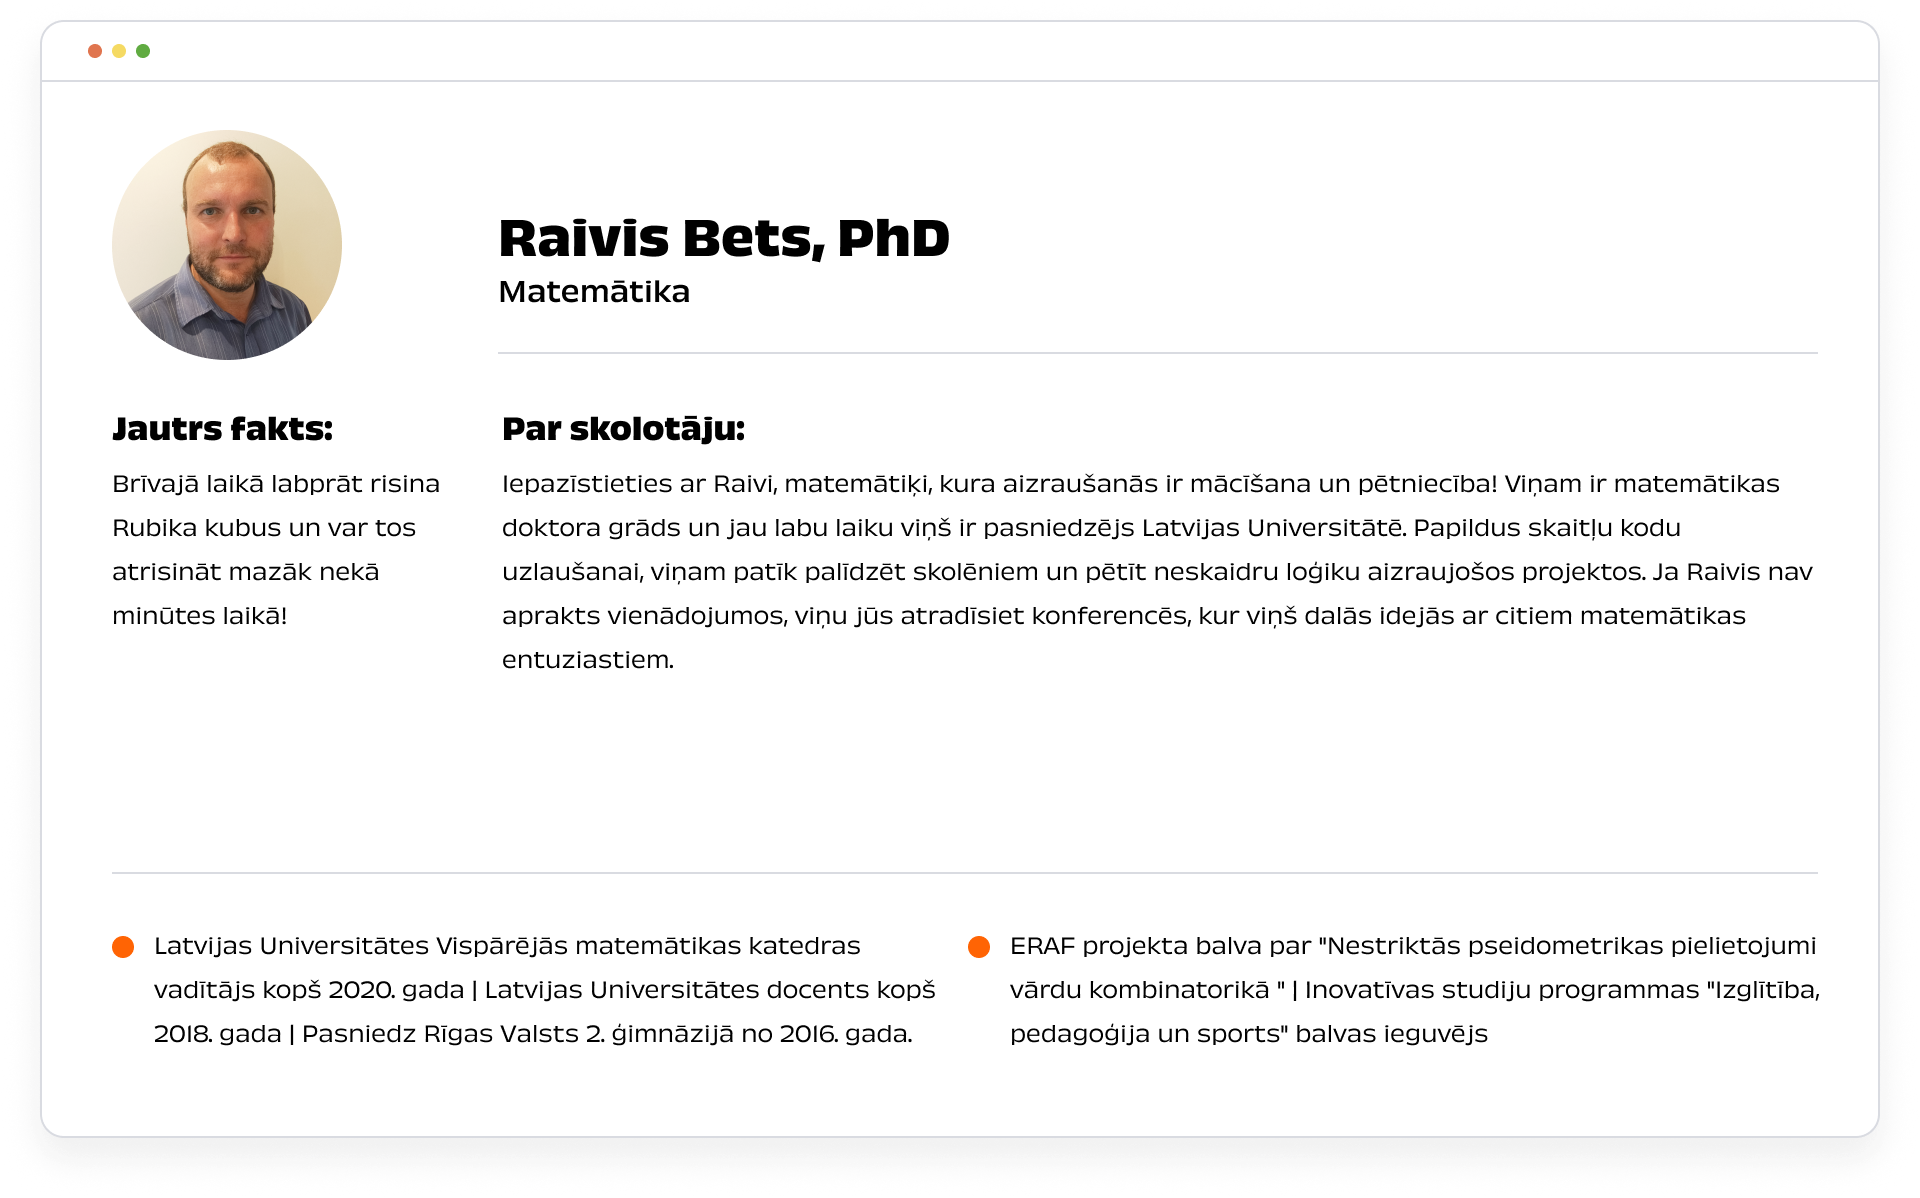 Raivis Bets, PhD
Matemātika
Jautrs fakts:
Brīvajā laikā labprāt risina
Rubika kubus un var tos
atrisināt mazāk nekā
minūtes laikā!
Par skolotāju:
Iepazīstieties ar Raivi, matemātiķi, kura aizraušanās ir mācīšana un pētniecība! Viņam ir matemātikas
doktora grāds un jau labu laiku viņš ir pasniedzējs Latvijas Universitātē. Papildus skaitļu kodu
uzlaušanai, viņam patīk palīdzēt skolēniem un pētīt neskaidru loģiku aizraujošos projektos. Ja Raivis nav
aprakts vienādojumos, viņu jūs atradīsiet konferencēs, kur viņš dalās idejās ar citiem matemātikas
entuziastiem.
Latvijas Universitātes Vispārējās matemātikas katedras
vadītājs kopš 2020. gada | Latvijas Universitātes docents kopš
2018. gada | Pasniedz Rīgas Valsts 2. ģimnāzijā no 2016. gada.
ERAF projekta balva par "Nestriktās pseidometrikas pielietojumi
vārdu kombinatorikā " | Inovatīvas studiju programmas "Izglītība,
pedagoģija un sports" balvas ieguvējs